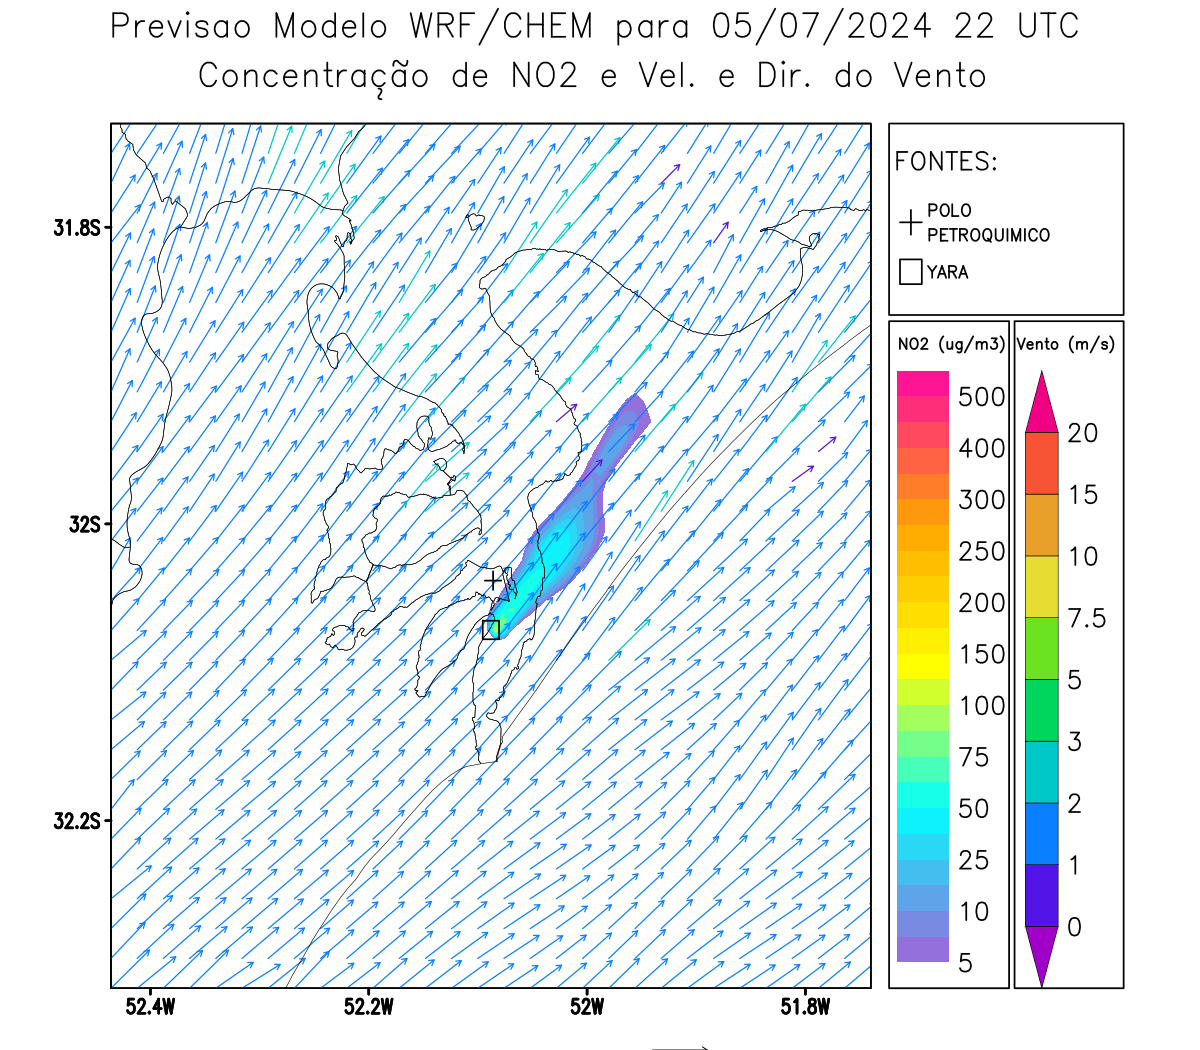 Previsao Modelo WRF/CHEM para 05/07/2024 22 UTC
Concentração de NO2 e Vel. e Dir. do Vento
FONTES:
POLO
PETROQUIMICO
YARA
31.8S
32S
32.2S
52.4W
52.2W
52W
51.8W
NO2 (ug/m3)
500
400
300
250
200
150
100
75
50
25
10
5
Vento (m/s)
20
15
10
7.5
5
3
2
1
0